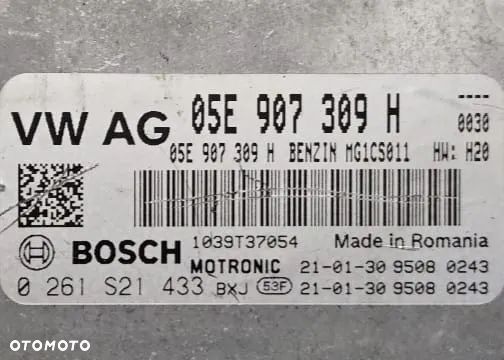 VW AG 05E 907 309 H ----
0030
05E 907 309 H BENZIN MG1CS011 HW: H20
BOSCH 1039T37054 Made in Romania
MOTRONIC 21-01-30 9508 0243
0 261 S21 433 BXJ 53F 21-01-30 9508 0243
OTOMOTO